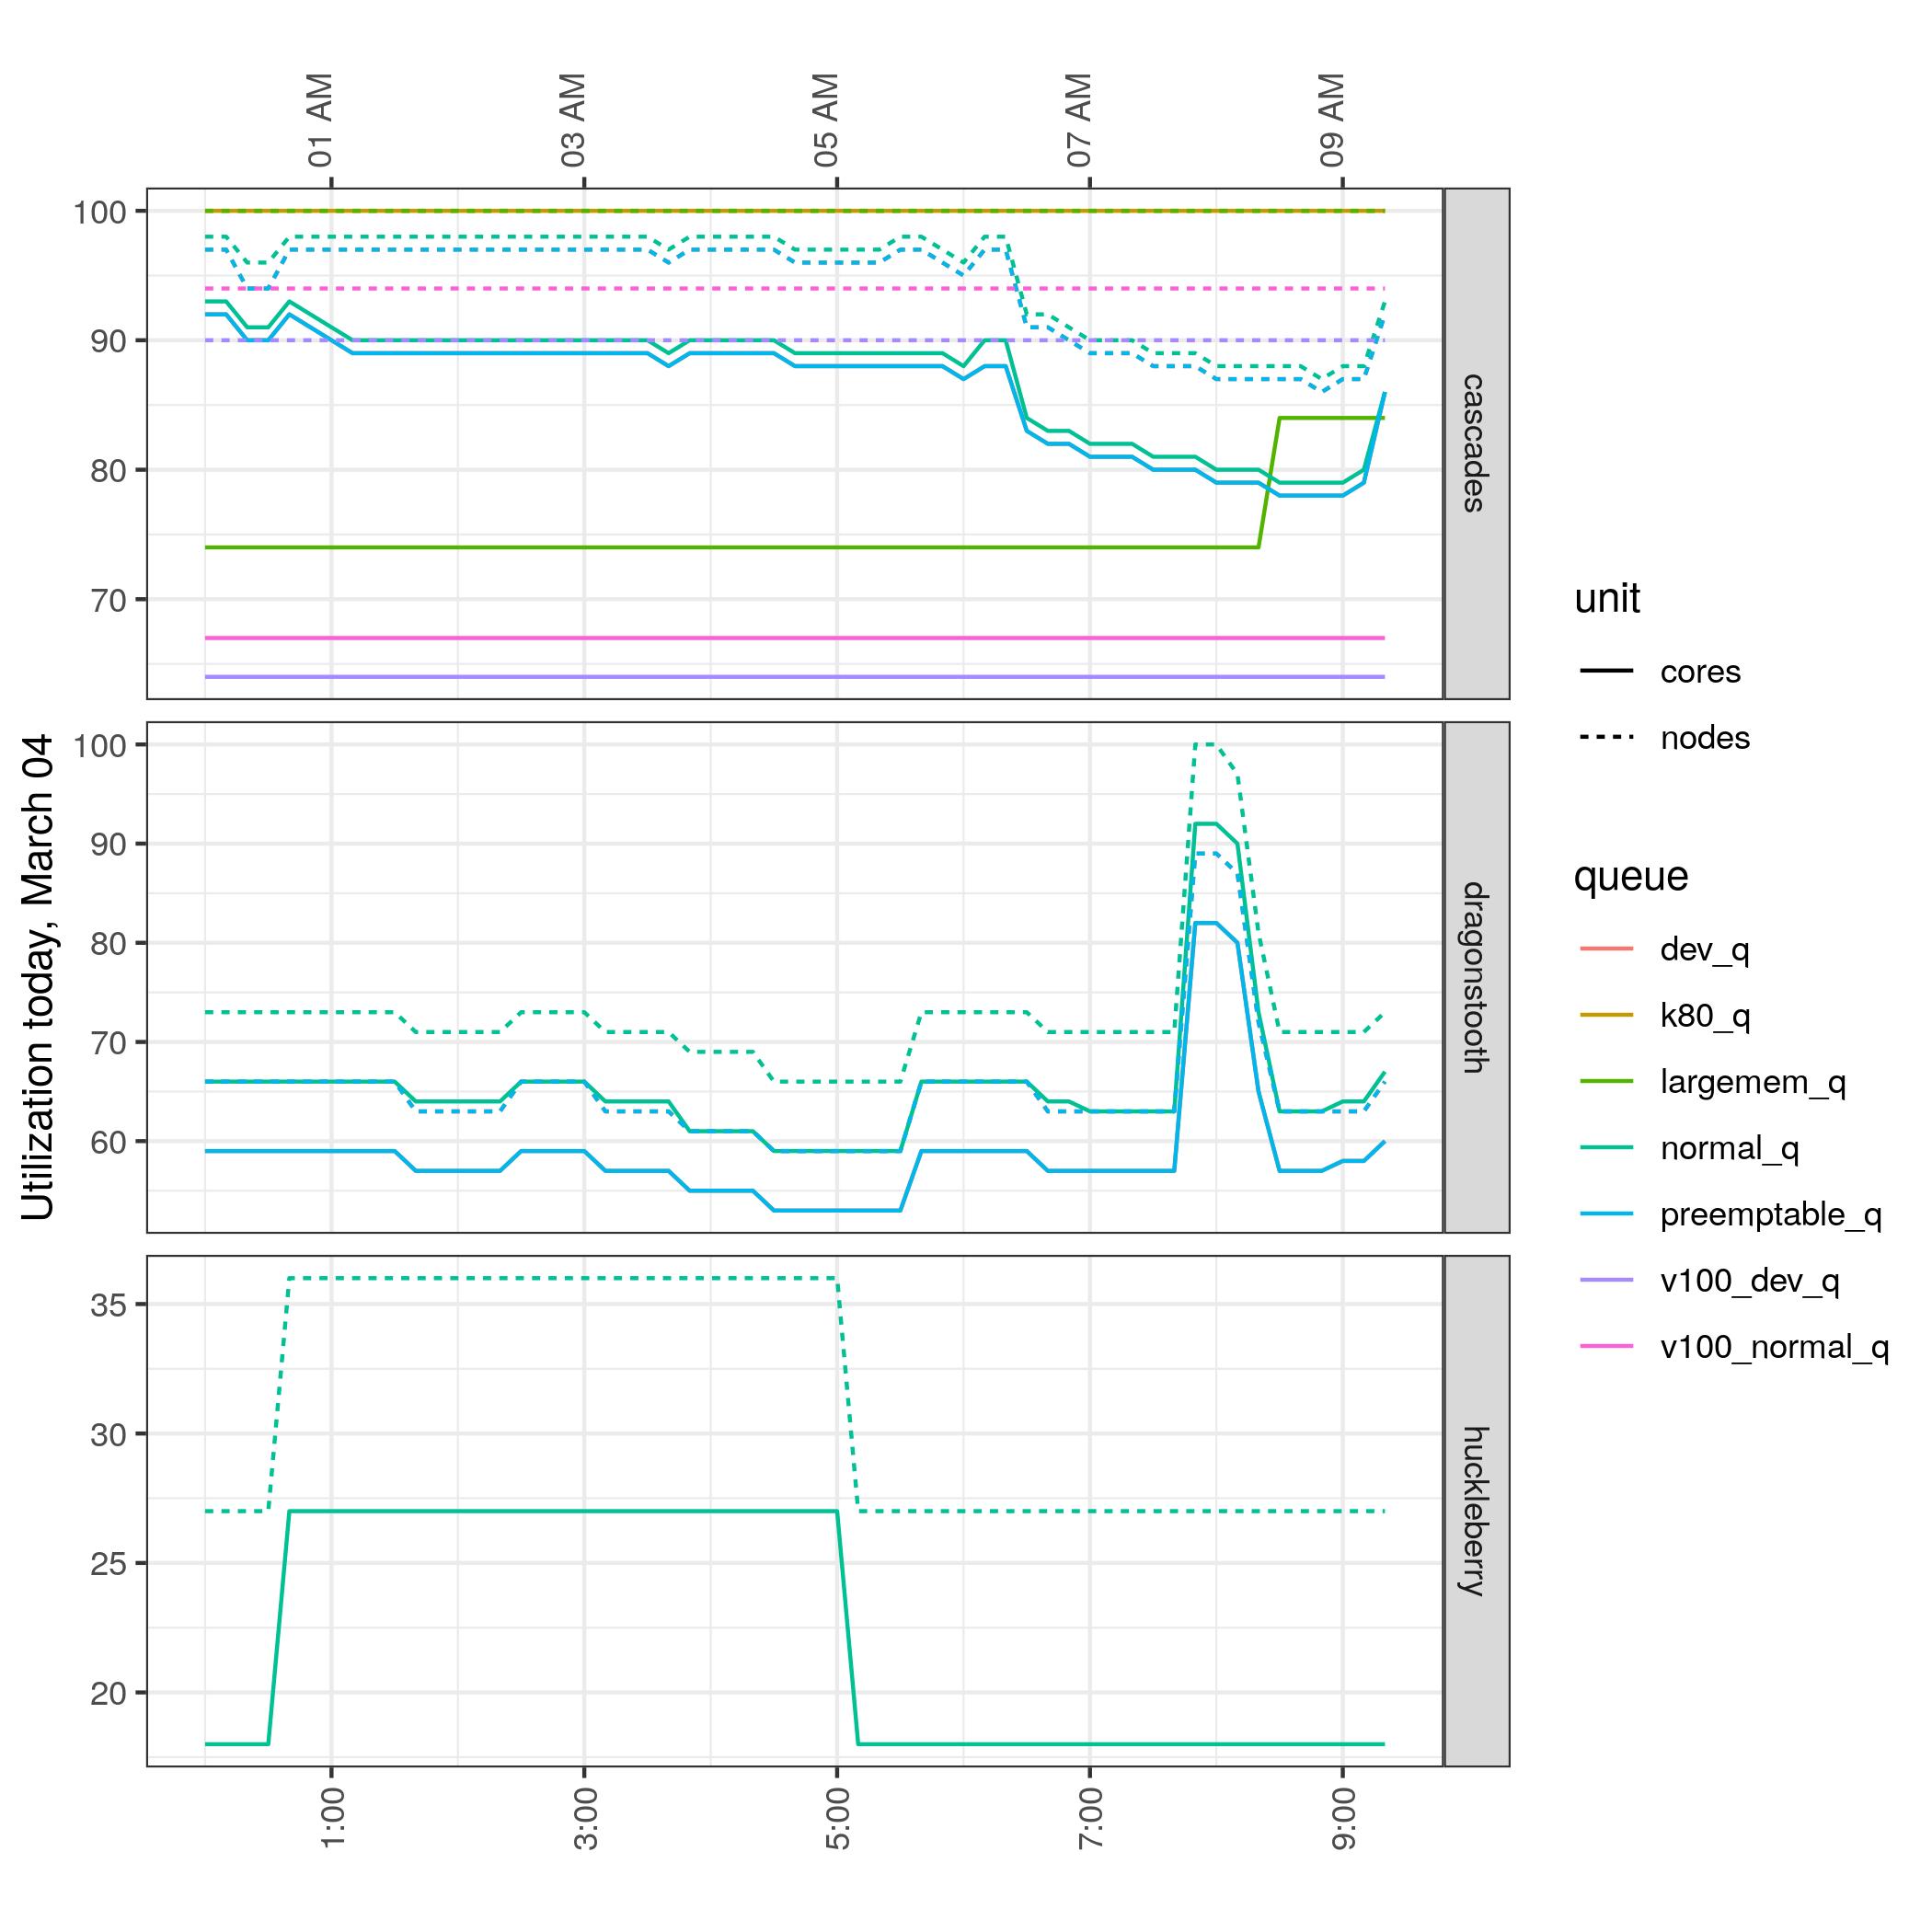 01 AM
03 AM
05 AM
07 AM
09 AM
Utilization today, March 04
100
90
80
70
cascades
100
90
80
70
60
dragonstooth
35
30
25
20
huckleberry
1:00
3:00
5:00
7:00
9:00
unit
cores
nodes
queue
dev_q
k80_q
largemem_q
normal_q
preemptable_q
v100_dev_q
v100_normal_q